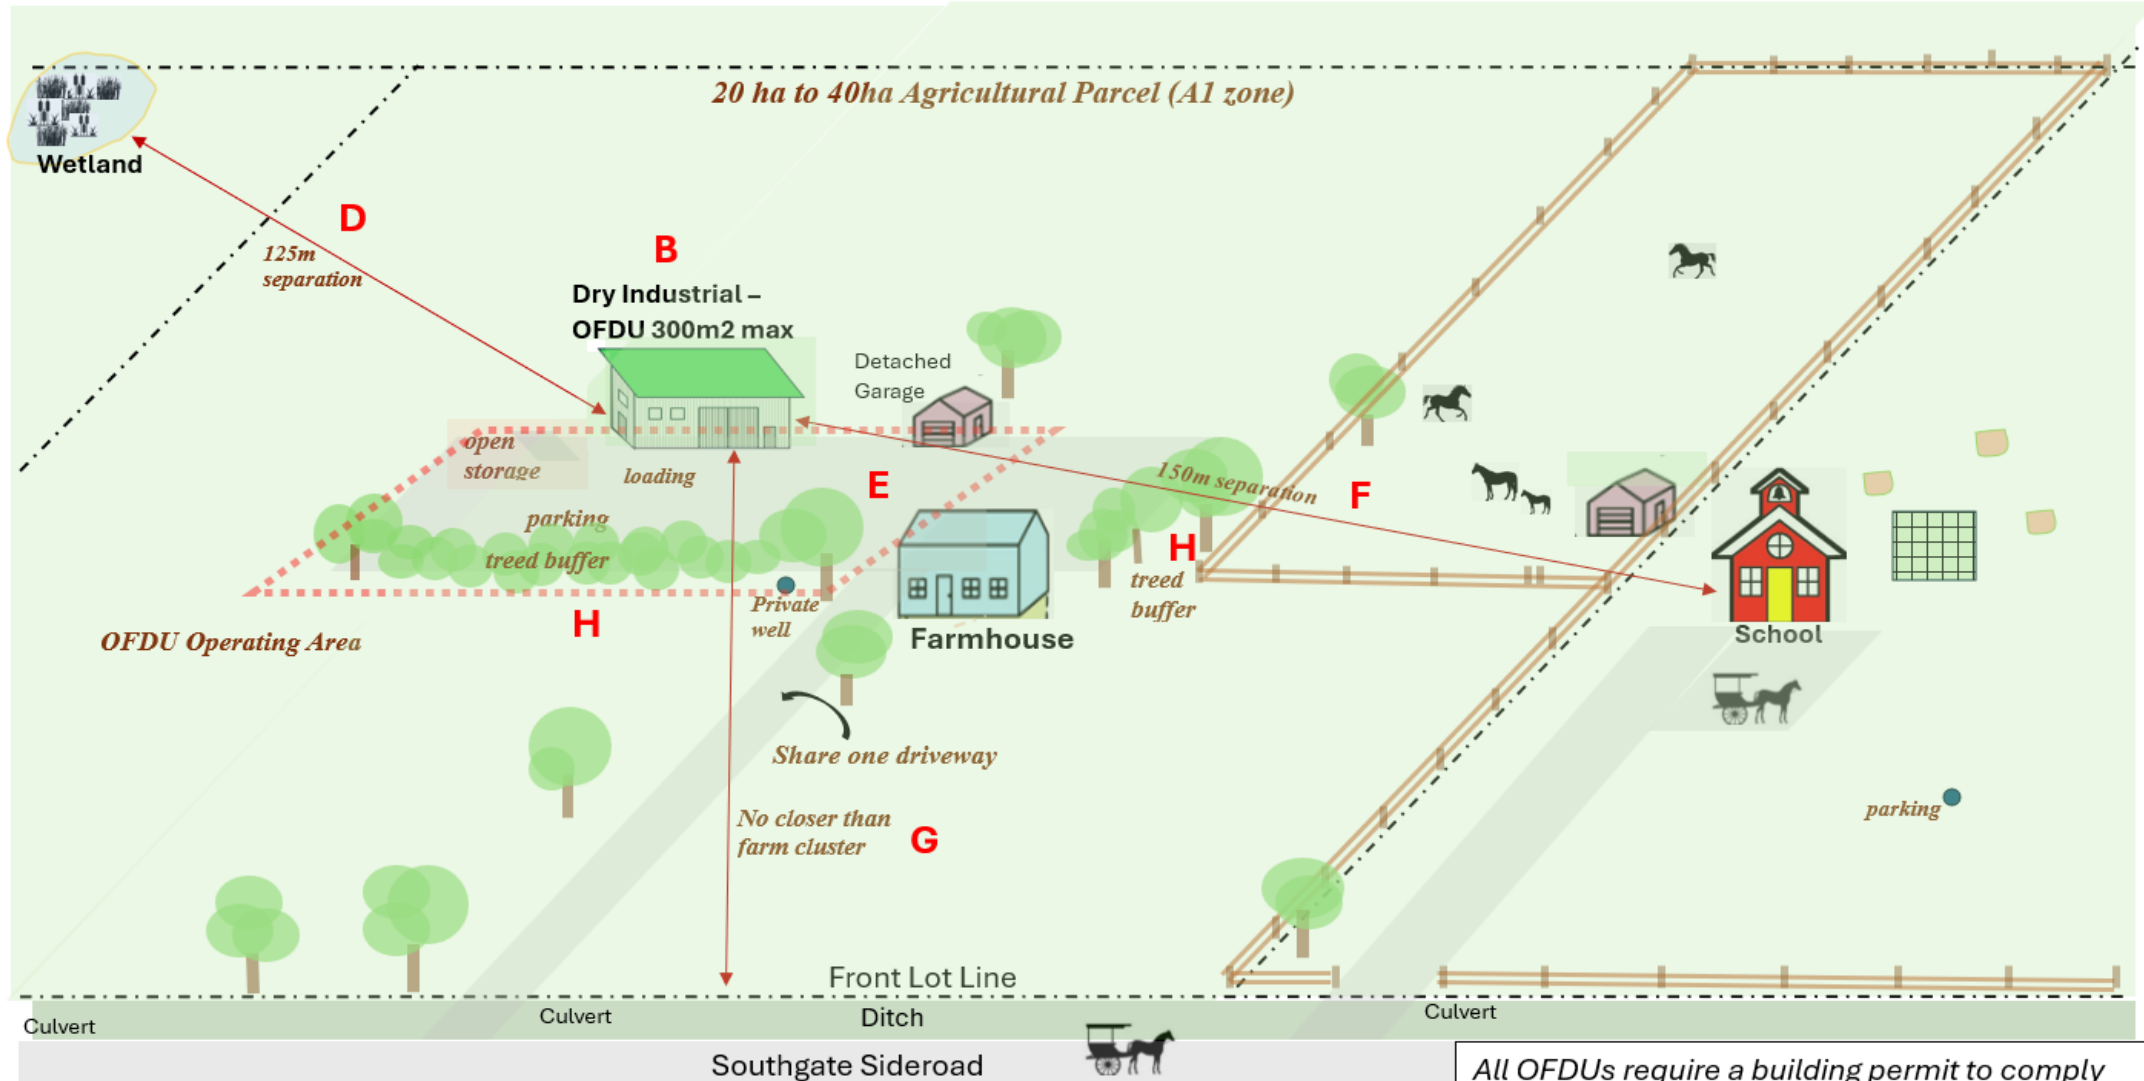 20 ha to 40ha Agricultural Parcel (A1 zone)
Wetland
D
125m
separation
B
Dry Industrial –
OFDU 300m2 max
Detached
Garage
open
storage
loading
E
150m separation
F
parking
treed buffer
H
treed
buffer
Private
well
H
OFDU Operating Area
Farmhouse
School
Share one driveway
No closer than
farm cluster
G
parking
Front Lot Line
Culvert
Culvert
Ditch
Culvert
Southgate Sideroad
All OFDUs require a building permit to comply